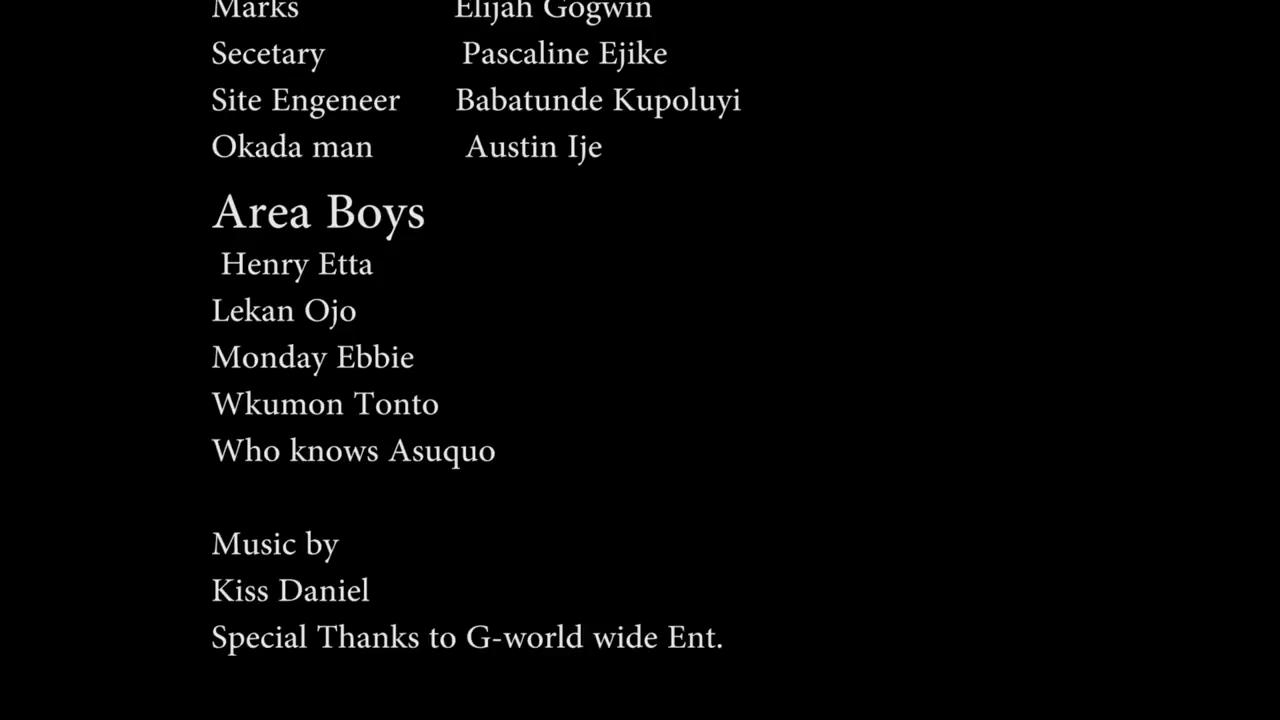 Marks Elijah Gogwin
Secetary Pascaline Ejike
Site Engeneer Babatunde Kupoluyi
Okada man Austin Ije
Area Boys
Henry Etta
Lekan Ojo
Monday Ebbie
Wkumon Tonto
Who knows Asuquo
Music by
Kiss Daniel
Special Thanks to G-world wide Ent.